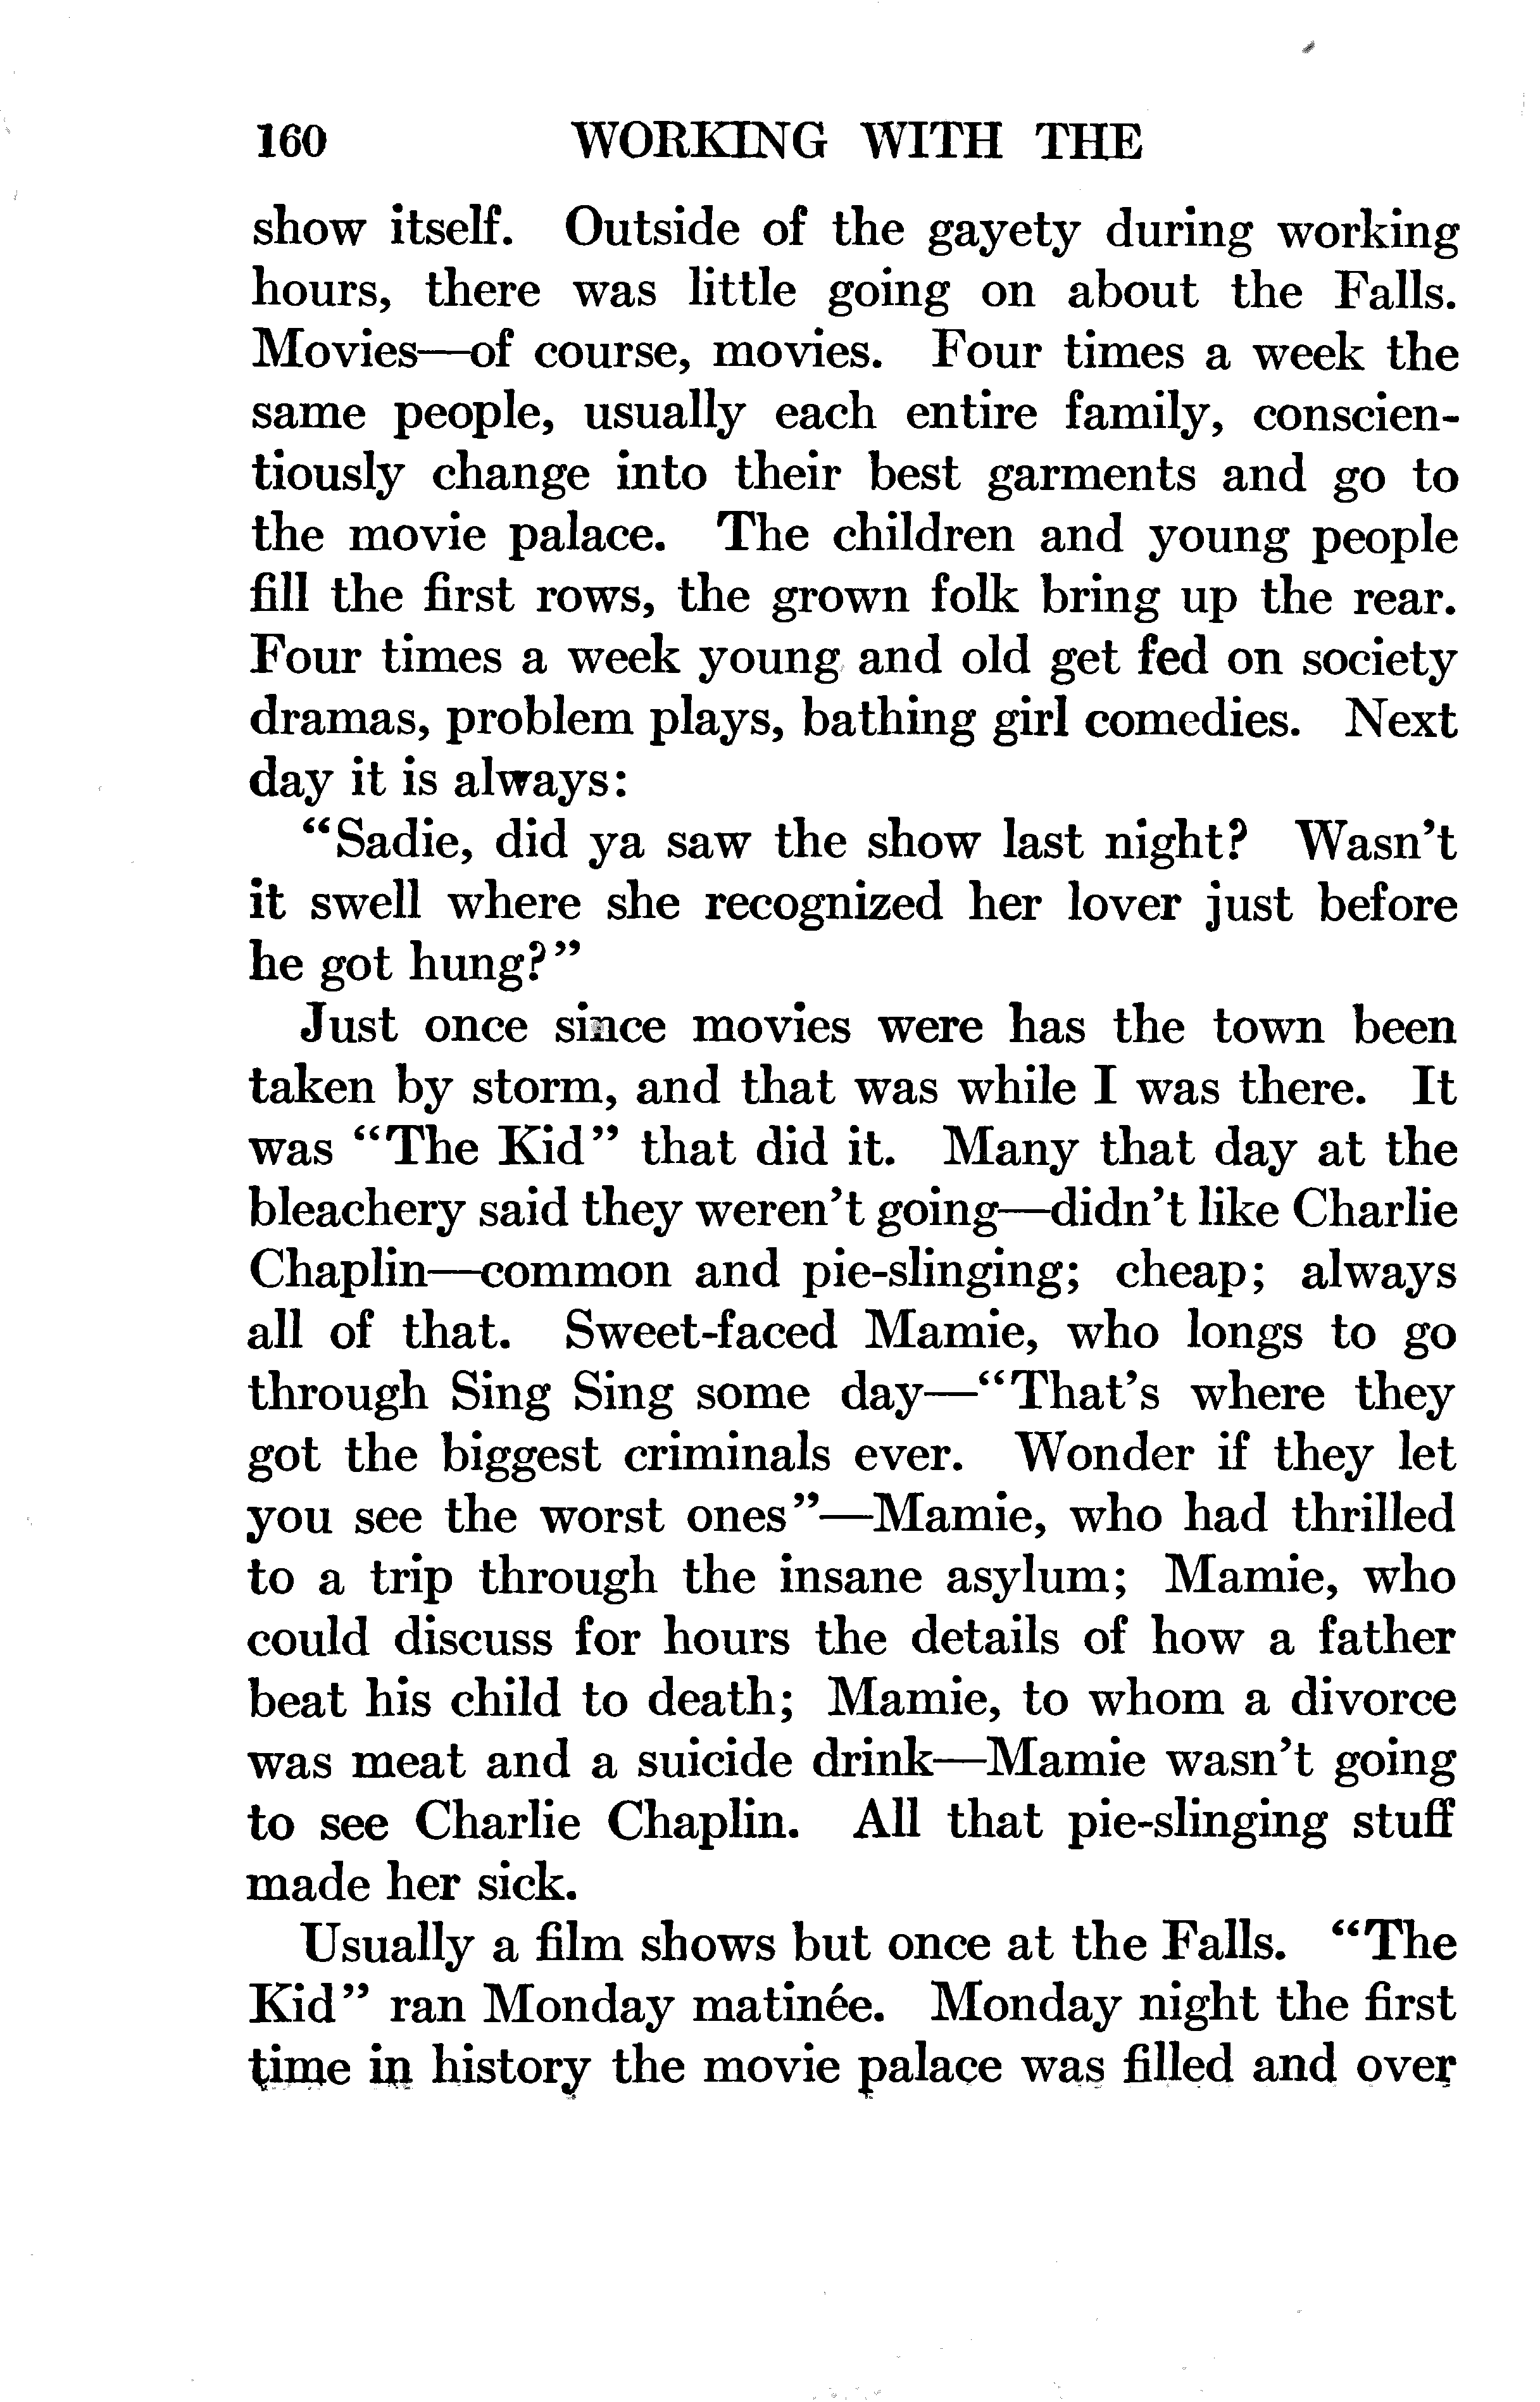 160 WORKING WITH THE
show itself. Outside of the gayety during working
hours, there was little going on about the Falls.
Movies—of course, movies. Four times a week the
same people, usually each entire family, conscien-
tiously change into their best garments and go to
the movie palace. The children and young people
fill the first rows, the grown folk bring up the rear.
Four times a week young and old get fed on society
dramas, problem plays, bathing girl comedies. Next
day it is always:
“Sadie, did ya saw the show last night? Wasn’t
it swell where she recognized her lover just before
he got hung?”
Just once since movies were has the town been
taken by storm, and that was while I was there. It
was “The Kid” that did it. Many that day at the
bleachery said they weren’t going—didn’t like Charlie
Chaplin—common and pie-slinging; cheap; always
all of that. Sweet-faced Mamie, who longs to go
through Sing Sing some day—“That’s where they
got the biggest criminals ever. Wonder if they let
you see the worst ones”—Mamie, who had thrilled
to a trip through the insane asylum; Mamie, who
could discuss for hours the details of how a father
beat his child to death; Mamie, to whom a divorce
was meat and a suicide drink—Mamie wasn’t going
to see Charlie Chaplin. All that pie-slinging stuff
made her sick.
Usually a film shows but once at the Falls. “The
Kid” ran Monday matinée. Monday night the first
time in history the movie palace was filled and over